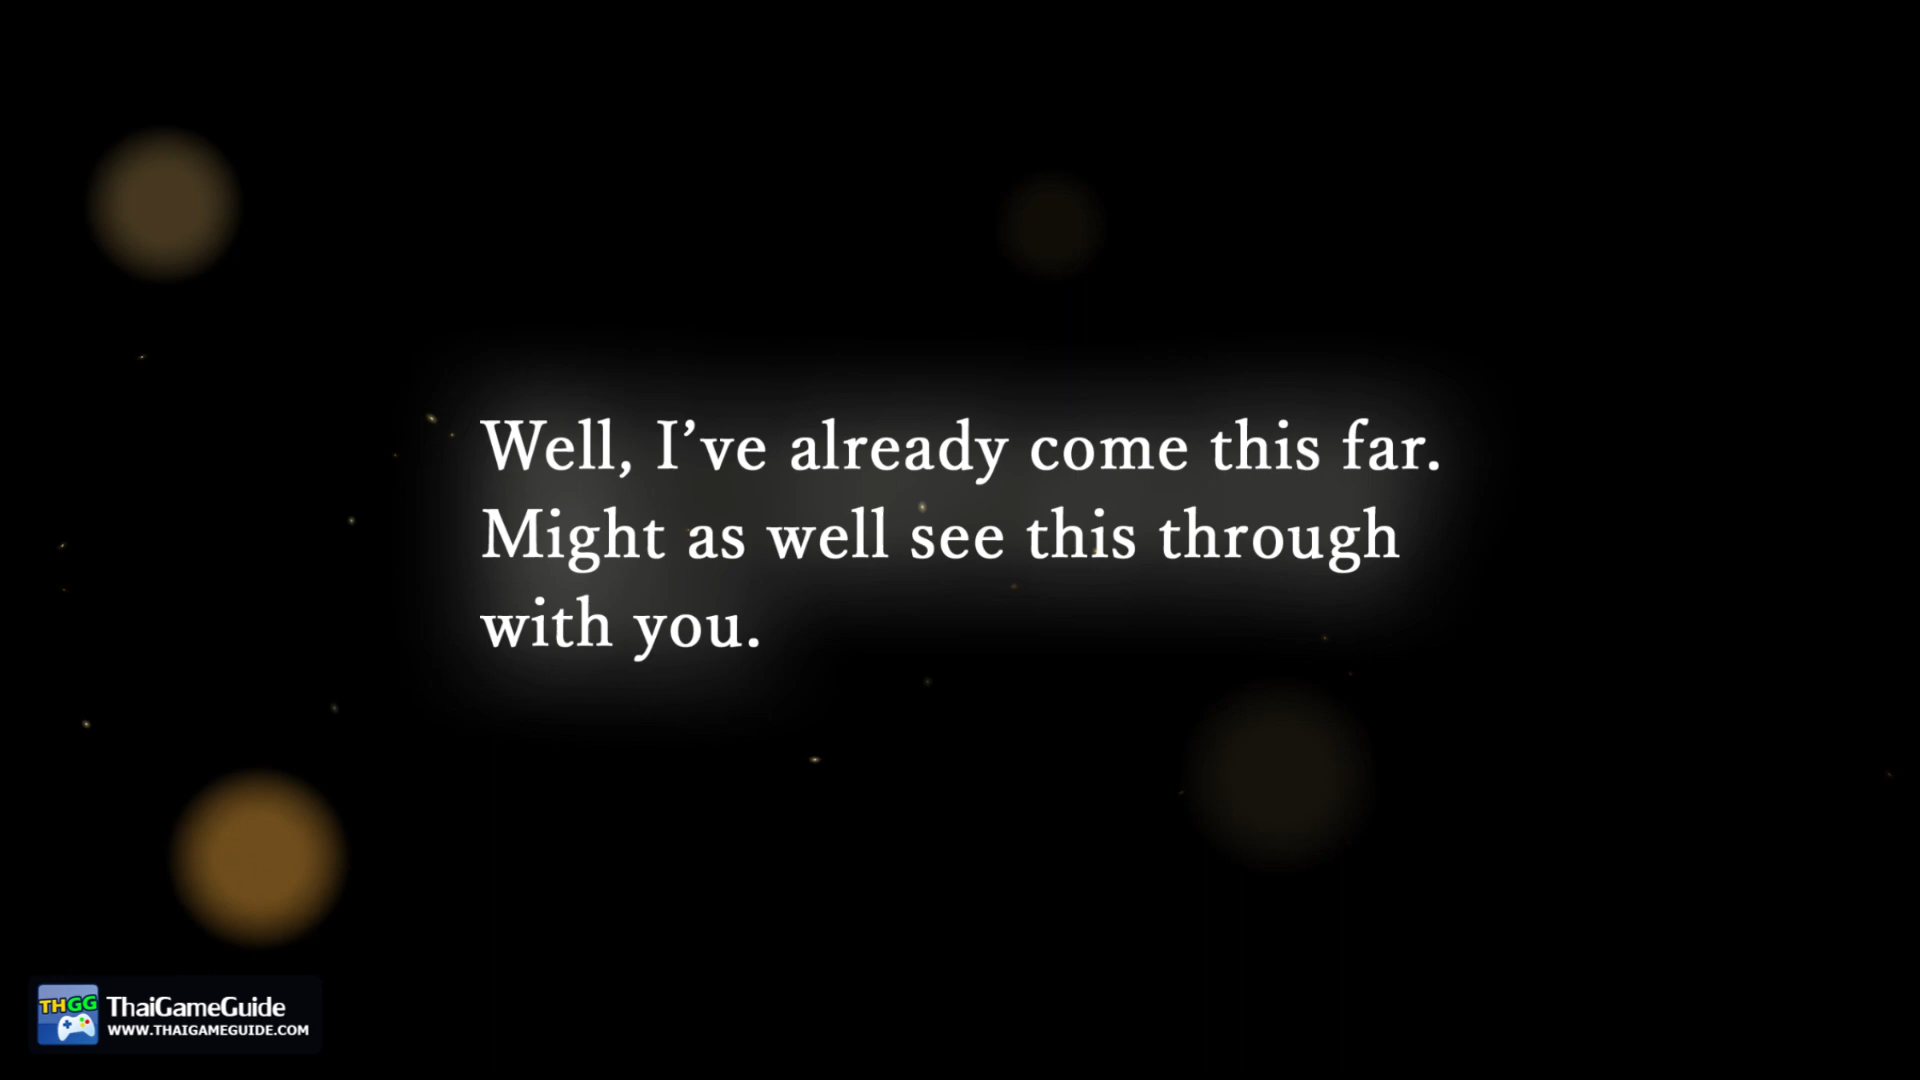 Well, I’ve already come this far.
Might as well see this through
with you.
THGG ThaiGameGuide
WWW.THAIGAMEGUIDE.COM